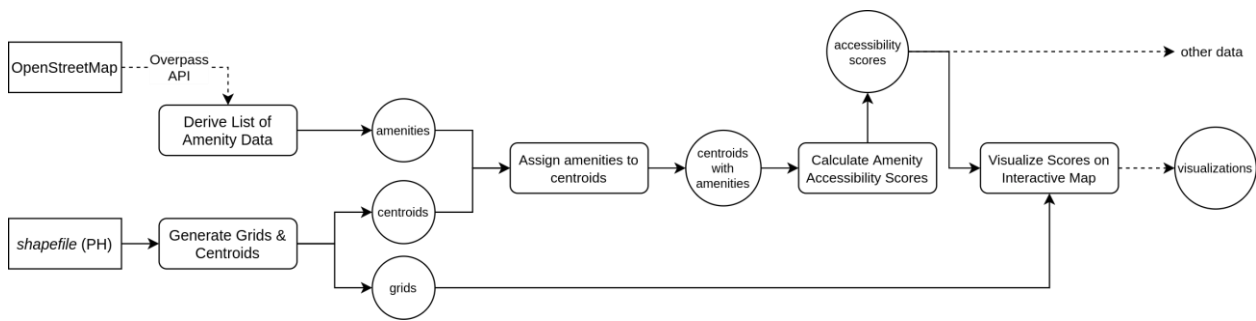 OpenStreetMap
Overpass
API
Derive List of
Amenity Data
amenities
shapefile (PH)
Generate Grids &
Centroids
centroids
grids
Assign amenities to
centroids
centroids
with
amenities
Calculate Amenity
Accessibility Scores
accessibility
scores
other data
Visualize Scores on
Interactive Map
visualizations